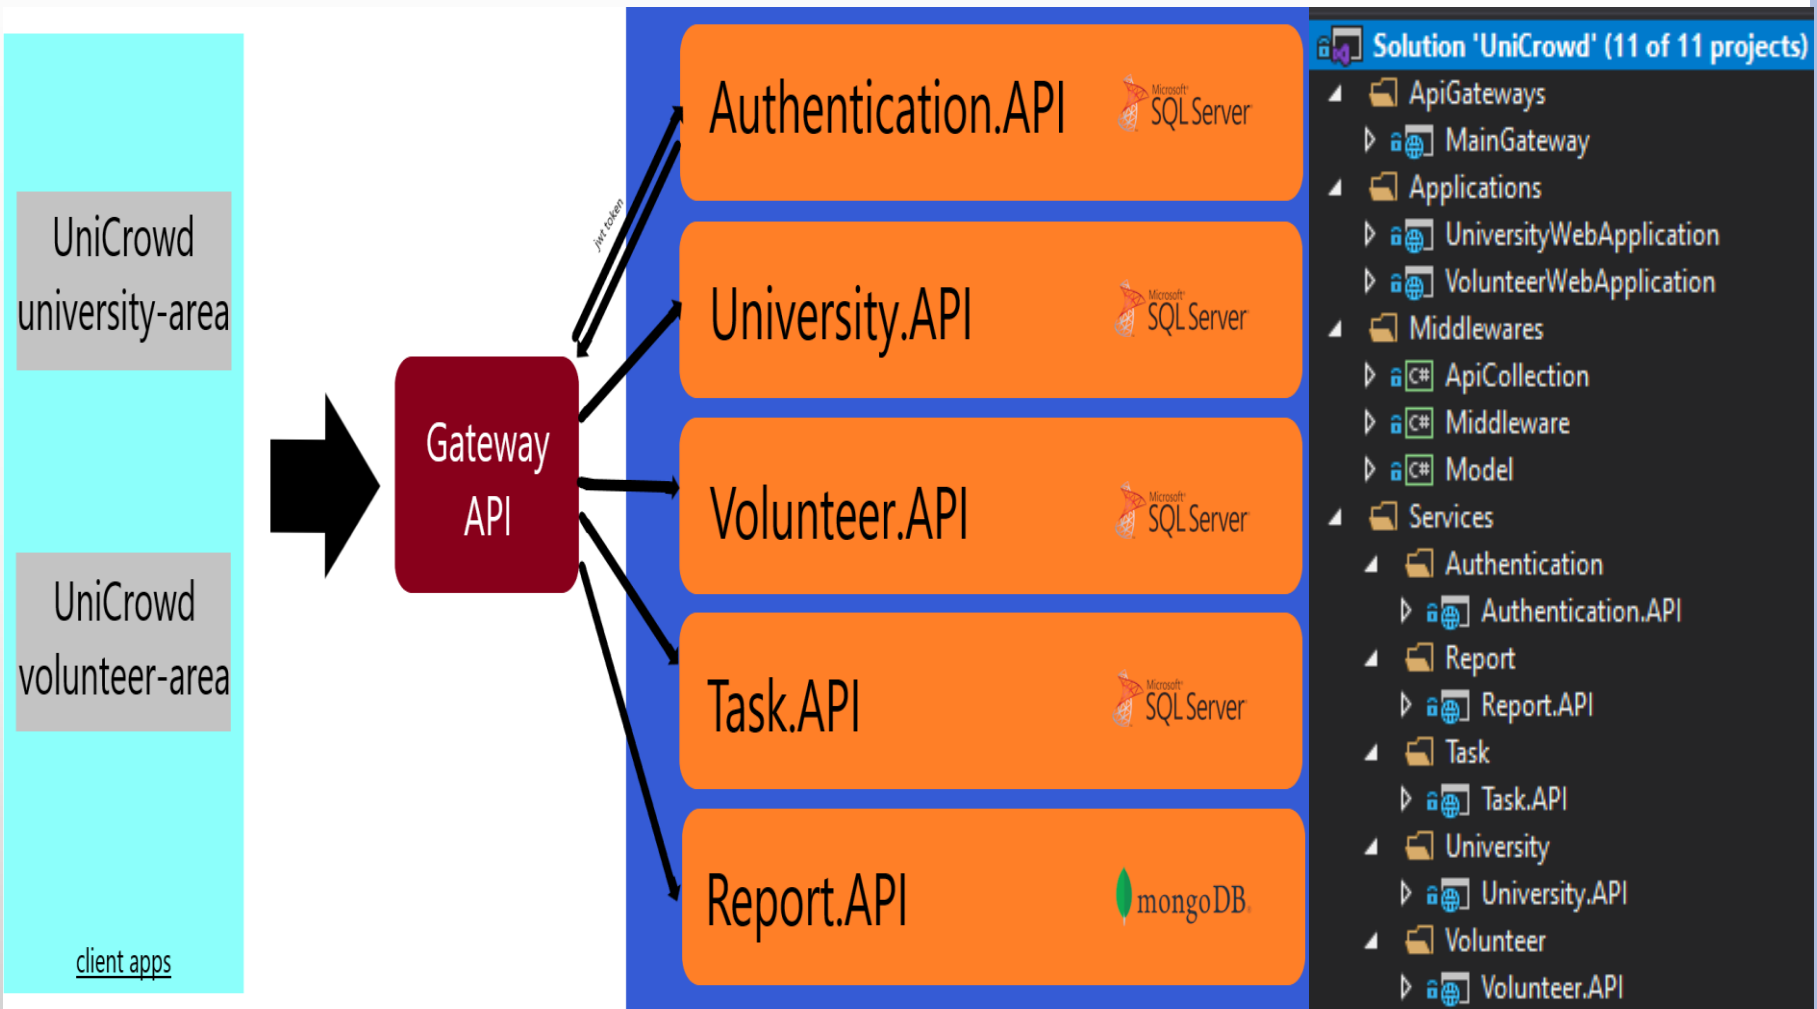 UniCrowd
university-area
UniCrowd
volunteer-area
client apps
Gateway
API
jwt token
Authentication.API
Microsoft®
SQL Server®
University.API
Microsoft®
SQL Server®
Volunteer.API
Microsoft®
SQL Server®
Task.API
Microsoft®
SQL Server®
Report.API
mongoDB®
Solution 'UniCrowd' (11 of 11 projects)
ApiGateways
MainGateway
Applications
UniversityWebApplication
VolunteerWebApplication
Middlewares
C# ApiCollection
C# Middleware
C# Model
Services
Authentication
Authentication.API
Report
Report.API
Task
Task.API
University
University.API
Volunteer
Volunteer.API